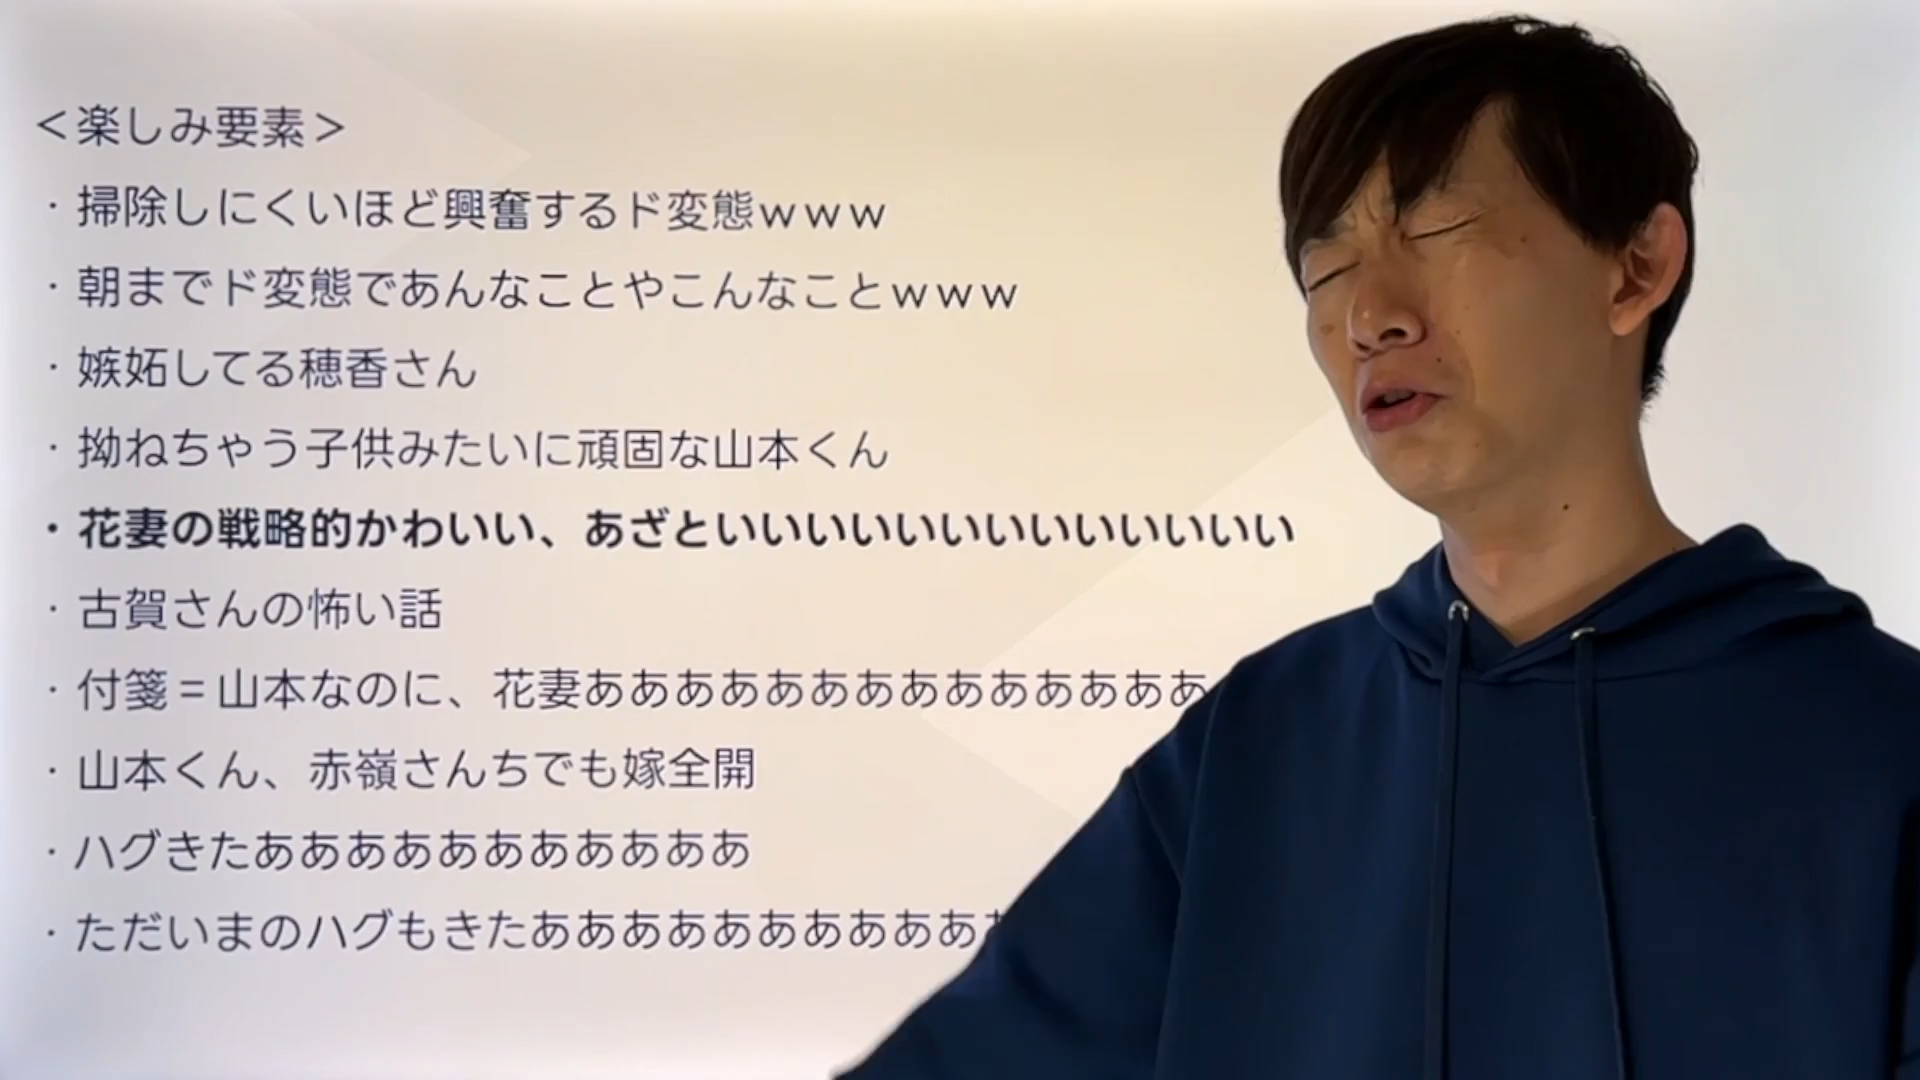 ＜楽しみ要素＞
・掃除しにくいほど興奮するド変態ｗｗｗ
・朝までド変態であんなことやこんなことｗｗｗ
・嫉妬してる穂香さん
・拗ねちゃう子供みたいに頑固な山本くん
・花妻の戦略的かわいい、あざといいいいいいいいいいいいい
・古賀さんの怖い話
・付箋＝山本なのに、花妻ああああああああああああああ
・山本くん、赤嶺さんちでも嫁全開
・ハグきたあああああああああああ
・ただいまのハグもきたああああああああああ